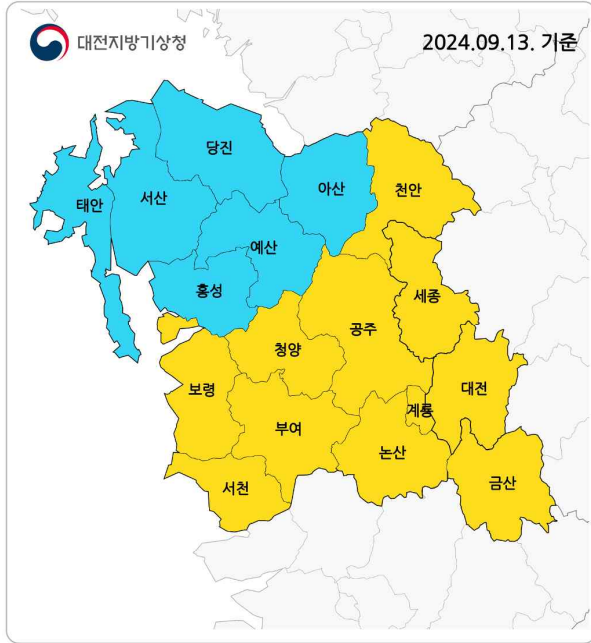 대전지방기상청
2024.09.13. 기준
당진
아산
천안
태안
서산
예산
홍성
세종
공주
청양
보령
대전
계룡
부여
논산
서천
금산